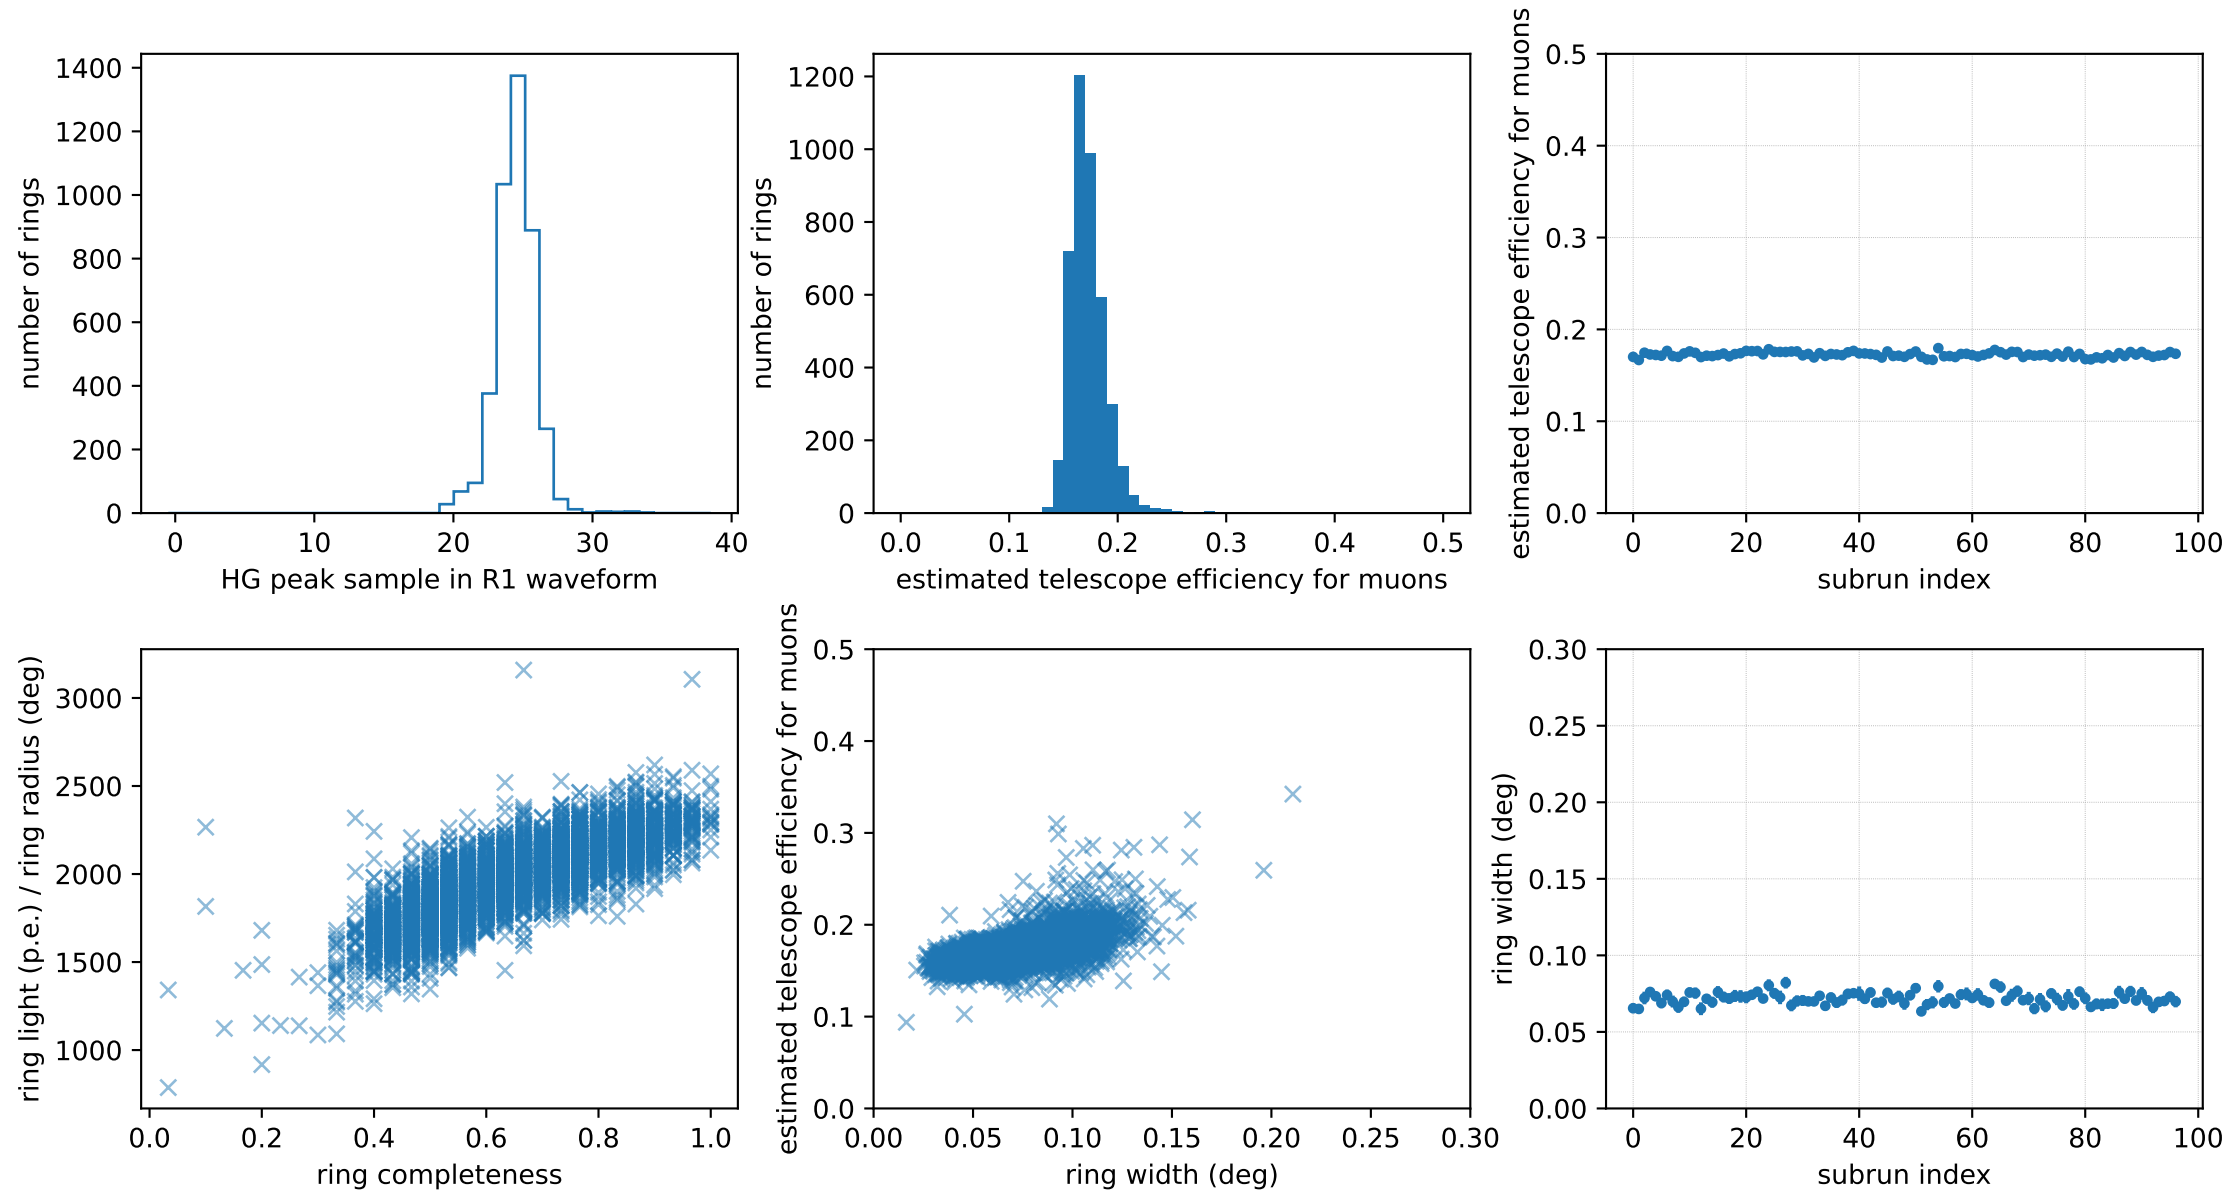 number of rings
1400
1200
1000
800
600
400
200
0
0 10 20 30 40
HG peak sample in R1 waveform
number of rings
1200
1000
800
600
400
200
0
0.0 0.1 0.2 0.3 0.4 0.5
estimated telescope efficiency for muons
estimated telescope efficiency for muons
0.5
0.4
0.3
0.2
0.1
0.0
0 20 40 60 80 100
subrun index
ring light (p.e.) / ring radius (deg)
3000
2500
2000
1500
1000
0.0 0.2 0.4 0.6 0.8 1.0
ring completeness
estimated telescope efficiency for muons
0.5
0.4
0.3
0.2
0.1
0.0
0.00 0.05 0.10 0.15 0.20 0.25 0.30
ring width (deg)
ring width (deg)
0.30
0.25
0.20
0.15
0.10
0.05
0.00
0 20 40 60 80 100
subrun index